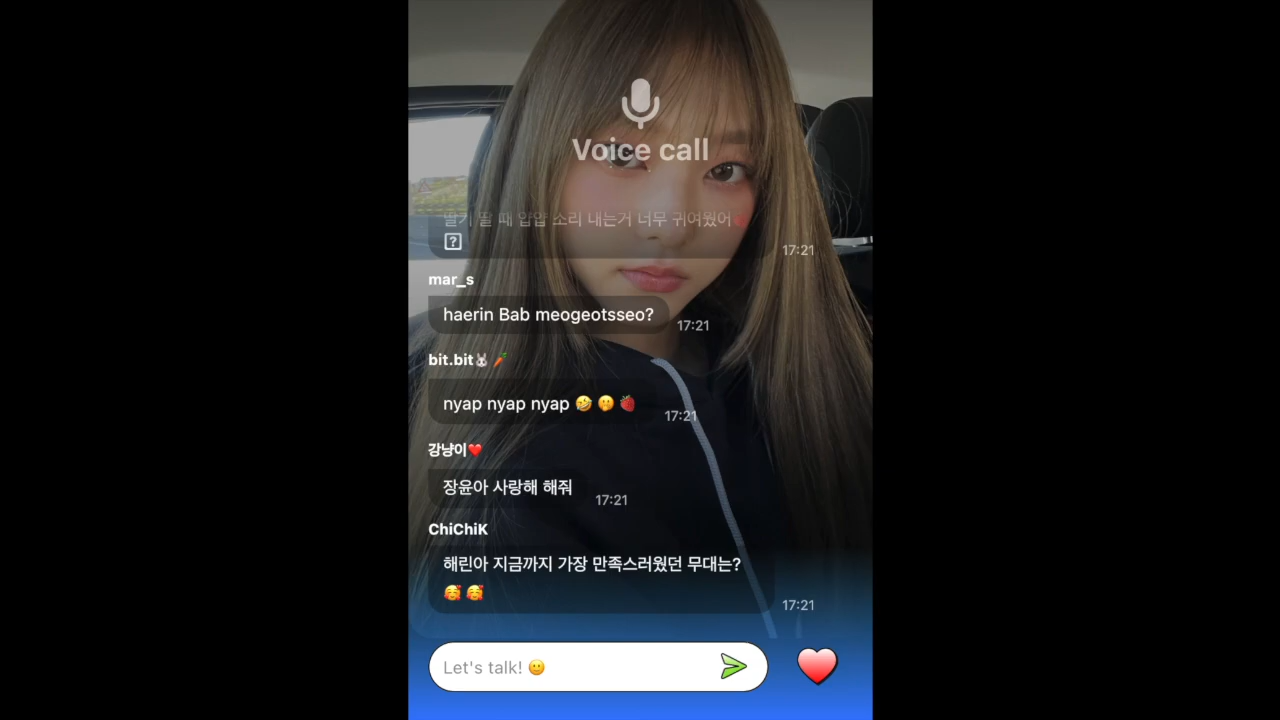 Voice call
딸기 딸 때 얍얍 소리 내는거 너무 귀여웠어
17:21
mar_s
haerin Bab meogeotsseo?
17:21
bit.bit🐰🥕
nyap nyap nyap 🤣 🤭 🍓
17:21
강냥이❤️
장윤아 사랑해 해줘
17:21
ChiChiK
해린아 지금까지 가장 만족스러웠던 무대는?
🥰 🥰
17:21
Let's talk! 🙂